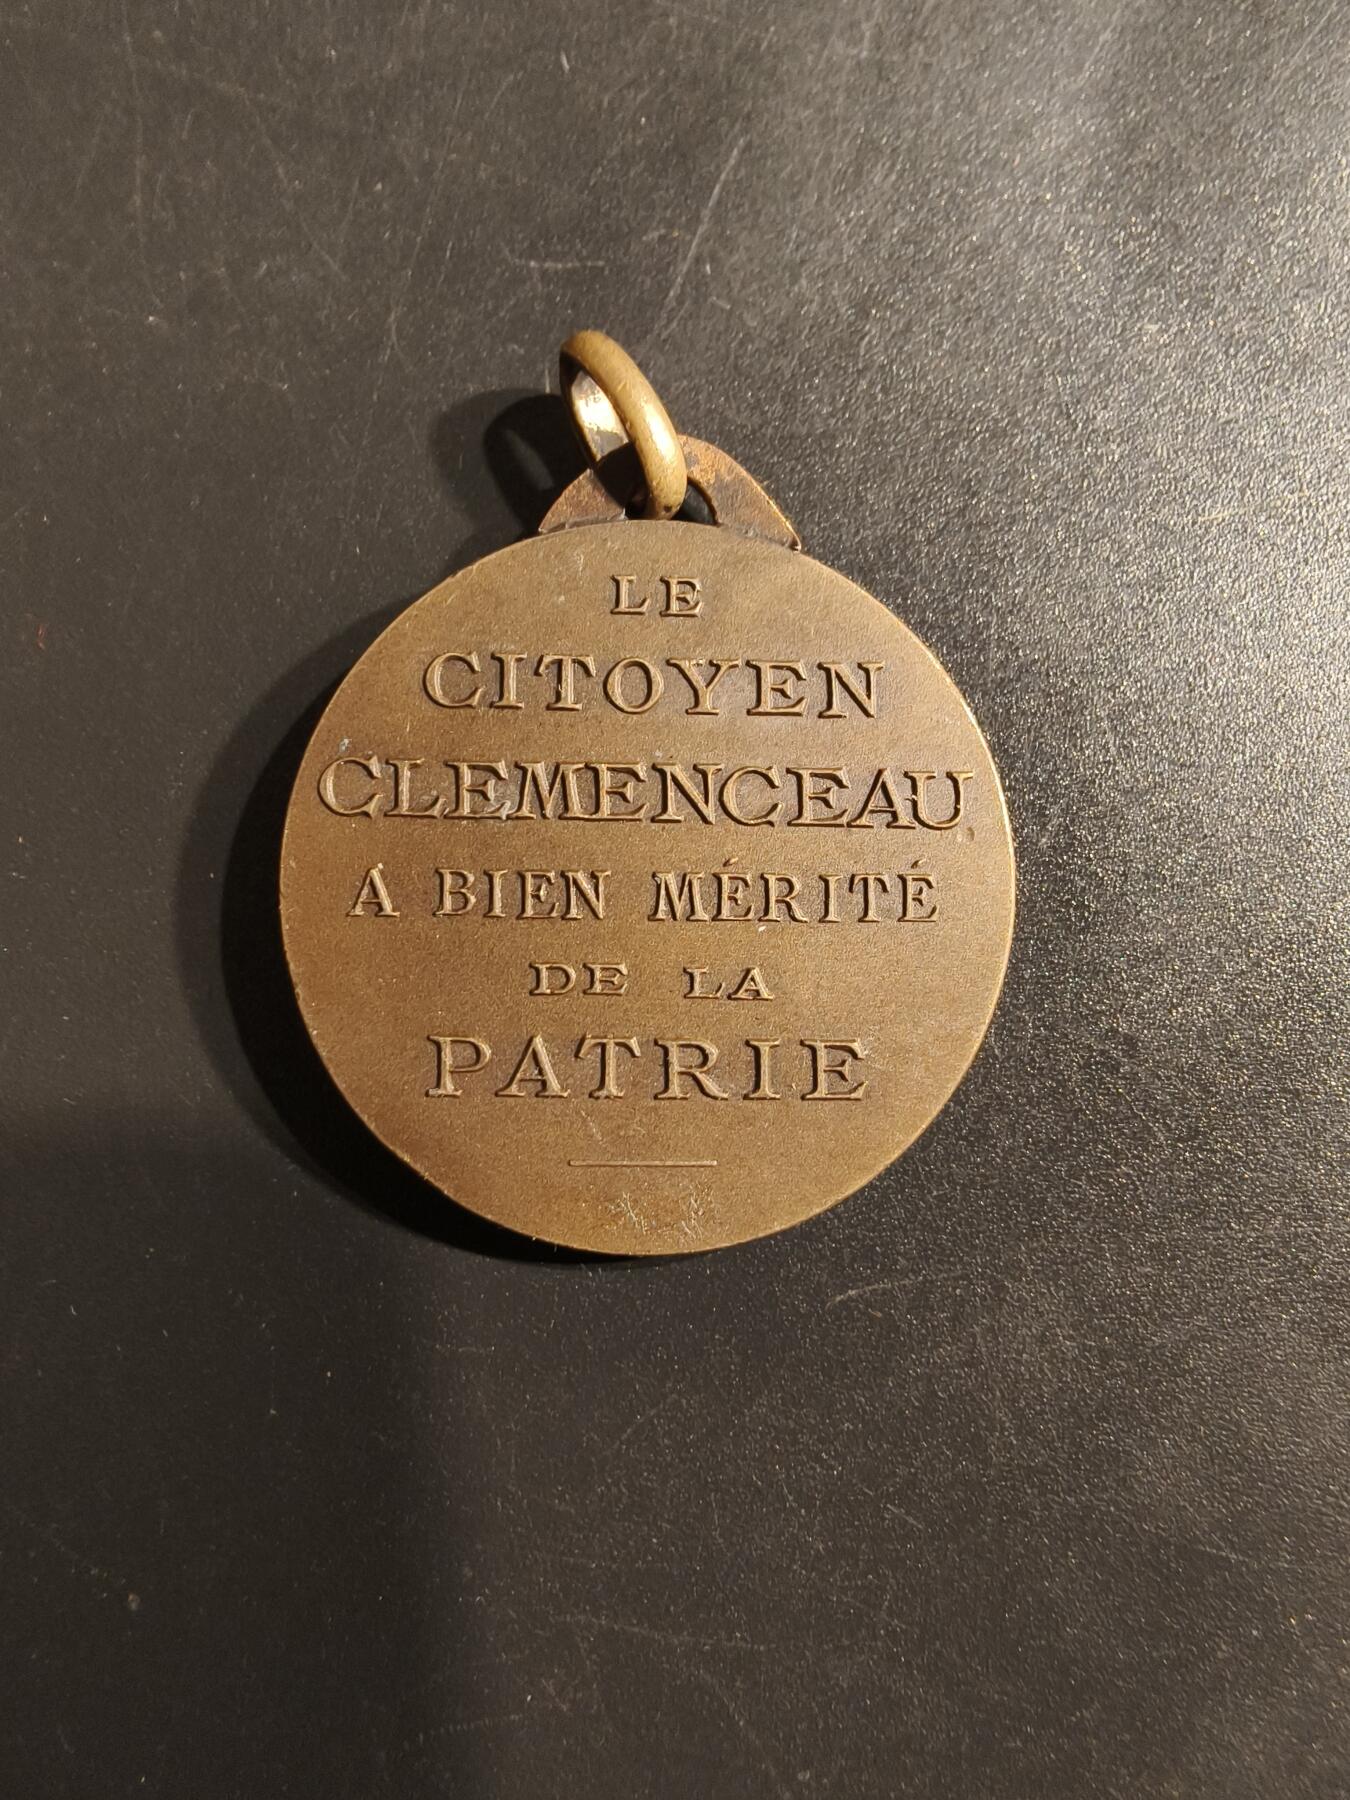 LE
CITOYEN
CLEMENCEAU
A BIEN MÉRITÉ
DE LA
PATRIE